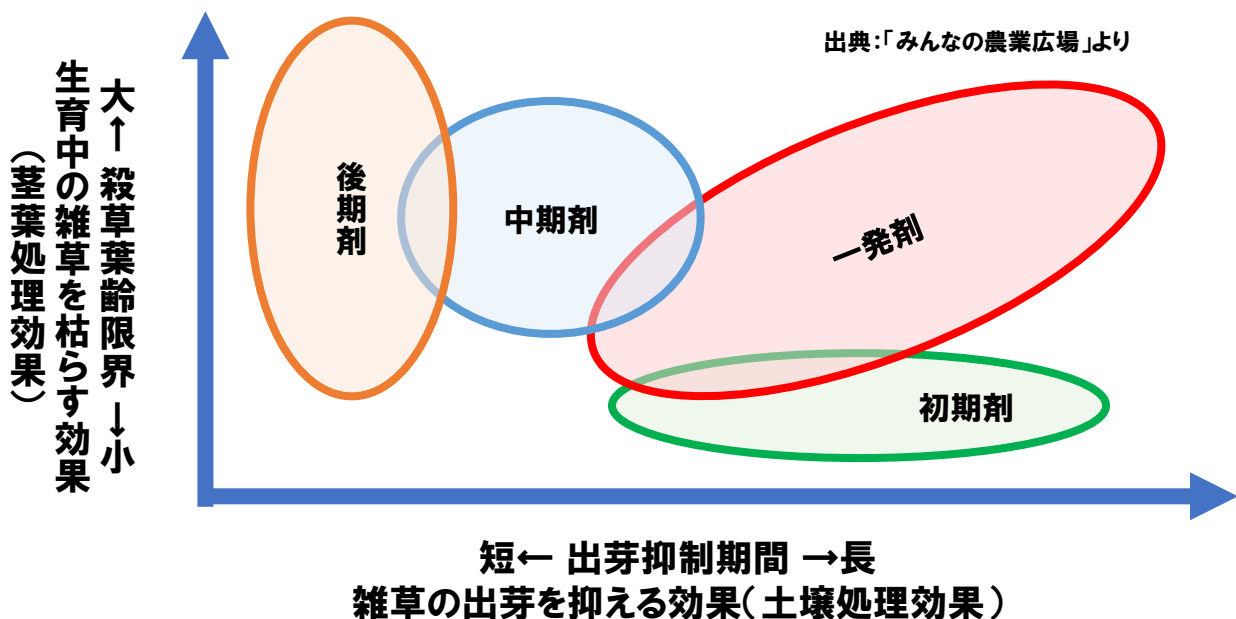 出典:「みんなの農業広場」より
大←殺草葉齢限界→小
生育中の雑草を枯らす効果
(茎葉処理効果)
後期剤
中期剤
一発剤
初期剤
短← 出芽抑制期間 →長
雑草の出芽を抑える効果(土壌処理効果)